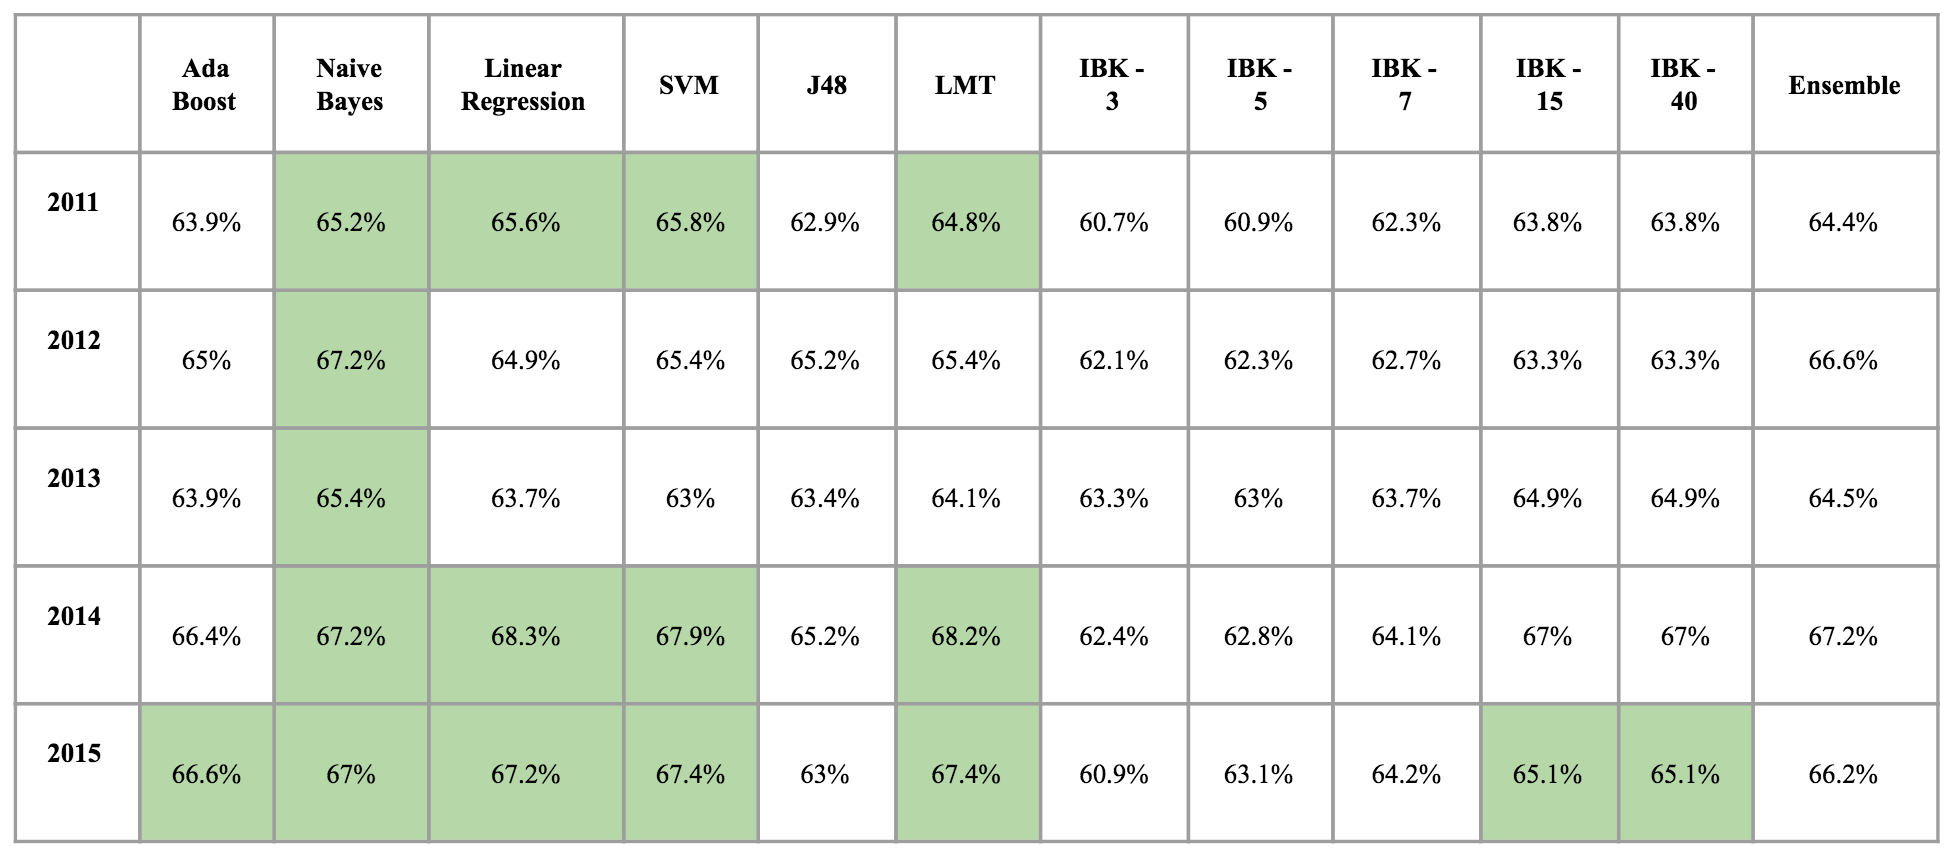 Ada Boost Naive Bayes Linear Regression SVM J48 LMT IBK - 3 IBK - 5 IBK - 7 IBK - 15 IBK - 40 Ensemble
2011 63.9% 65.2% 65.6% 65.8% 62.9% 64.8% 60.7% 60.9% 62.3% 63.8% 63.8% 64.4%
2012 65% 67.2% 64.9% 65.4% 65.2% 65.4% 62.1% 62.3% 62.7% 63.3% 63.3% 66.6%
2013 63.9% 65.4% 63.7% 63% 63.4% 64.1% 63.3% 63% 63.7% 64.9% 64.9% 64.5%
2014 66.4% 67.2% 68.3% 67.9% 65.2% 68.2% 62.4% 62.8% 64.1% 67% 67% 67.2%
2015 66.6% 67% 67.2% 67.4% 63% 67.4% 60.9% 63.1% 64.2% 65.1% 65.1% 66.2%